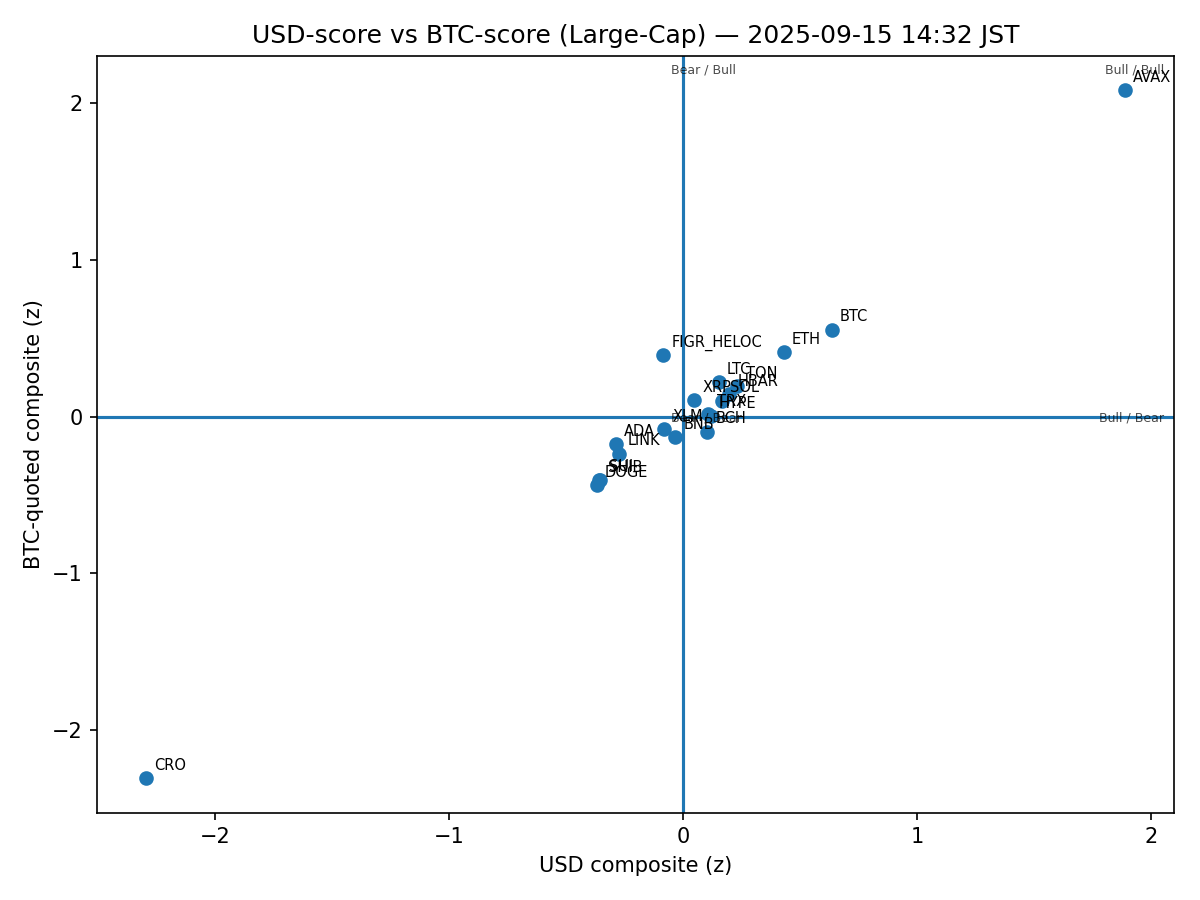 USD-score vs BTC-score (Large-Cap) — 2025-09-15 14:32 JST
Bear / Bull
Bull / Bull
AVAX
2
1
BTC
ETH
FIGR_HELOC
LTC
TON
HBAR
XRP
SOL
TRX
HYPE
0
XLM
Bull / Bear
BCH
BNB
ADA
LINK
SUI
SHIB
DOGE
−1
−2
CRO
−2
−1
0
1
2
USD composite (z)
BTC-quoted composite (z)